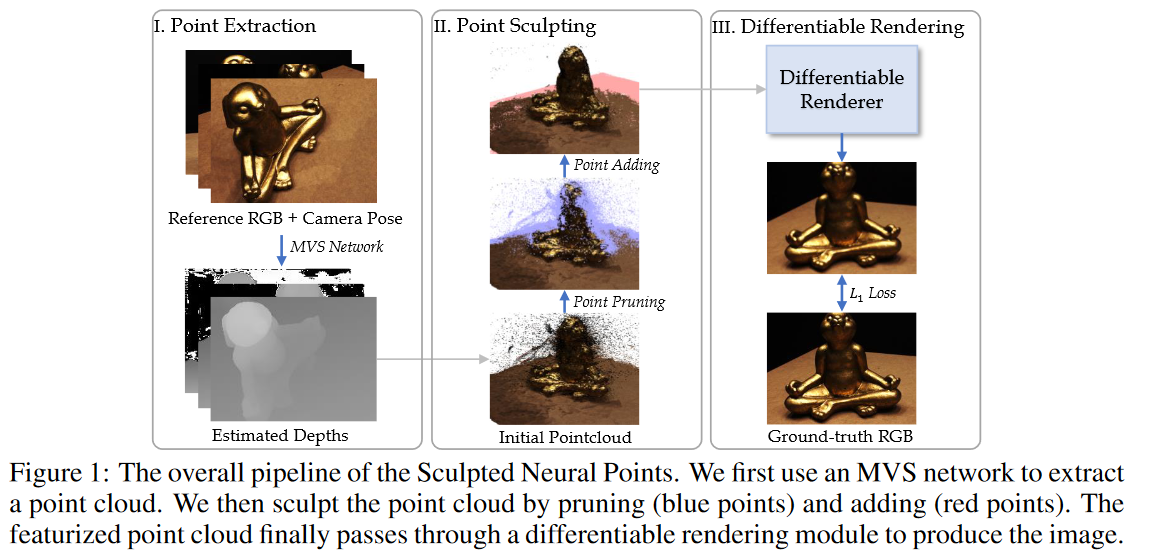 I. Point Extraction
Reference RGB + Camera Pose
MVS Network
Estimated Depths
II. Point Sculpting
Point Adding
Point Pruning
Initial Pointcloud
III. Differentiable Rendering
Differentiable
Renderer
L₁ Loss
Ground-truth RGB
Figure 1: The overall pipeline of the Sculpted Neural Points. We first use an MVS network to extract
a point cloud. We then sculpt the point cloud by pruning (blue points) and adding (red points). The
featurized point cloud finally passes through a differentiable rendering module to produce the image.